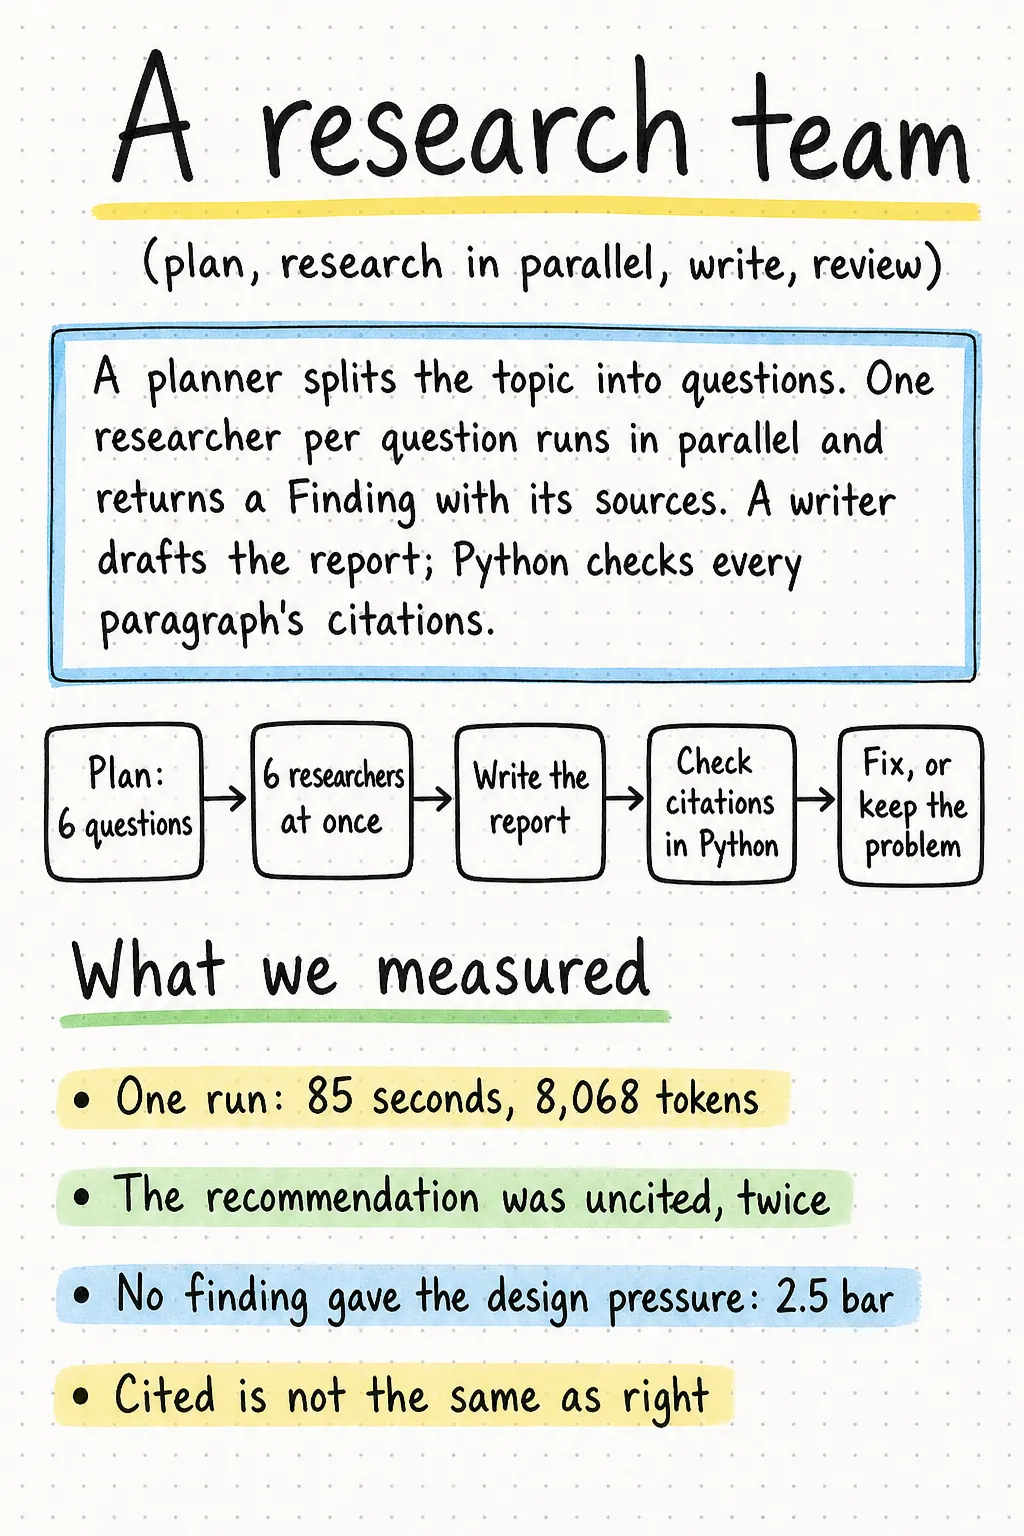 A research team
(plan, research in parallel, write, review)
A planner splits the topic into questions. One
researcher per question runs in parallel and
returns a Finding with its sources. A writer
drafts the report; Python checks every
paragraph's citations.
Plan:
6 questions
6 researchers
at once
Write the
report
Check
citations
in Python
Fix, or
keep the
problem
What we measured
• One run: 85 seconds, 8,068 tokens
• The recommendation was uncited, twice
• No finding gave the design pressure: 2.5 bar
• Cited is not the same as right